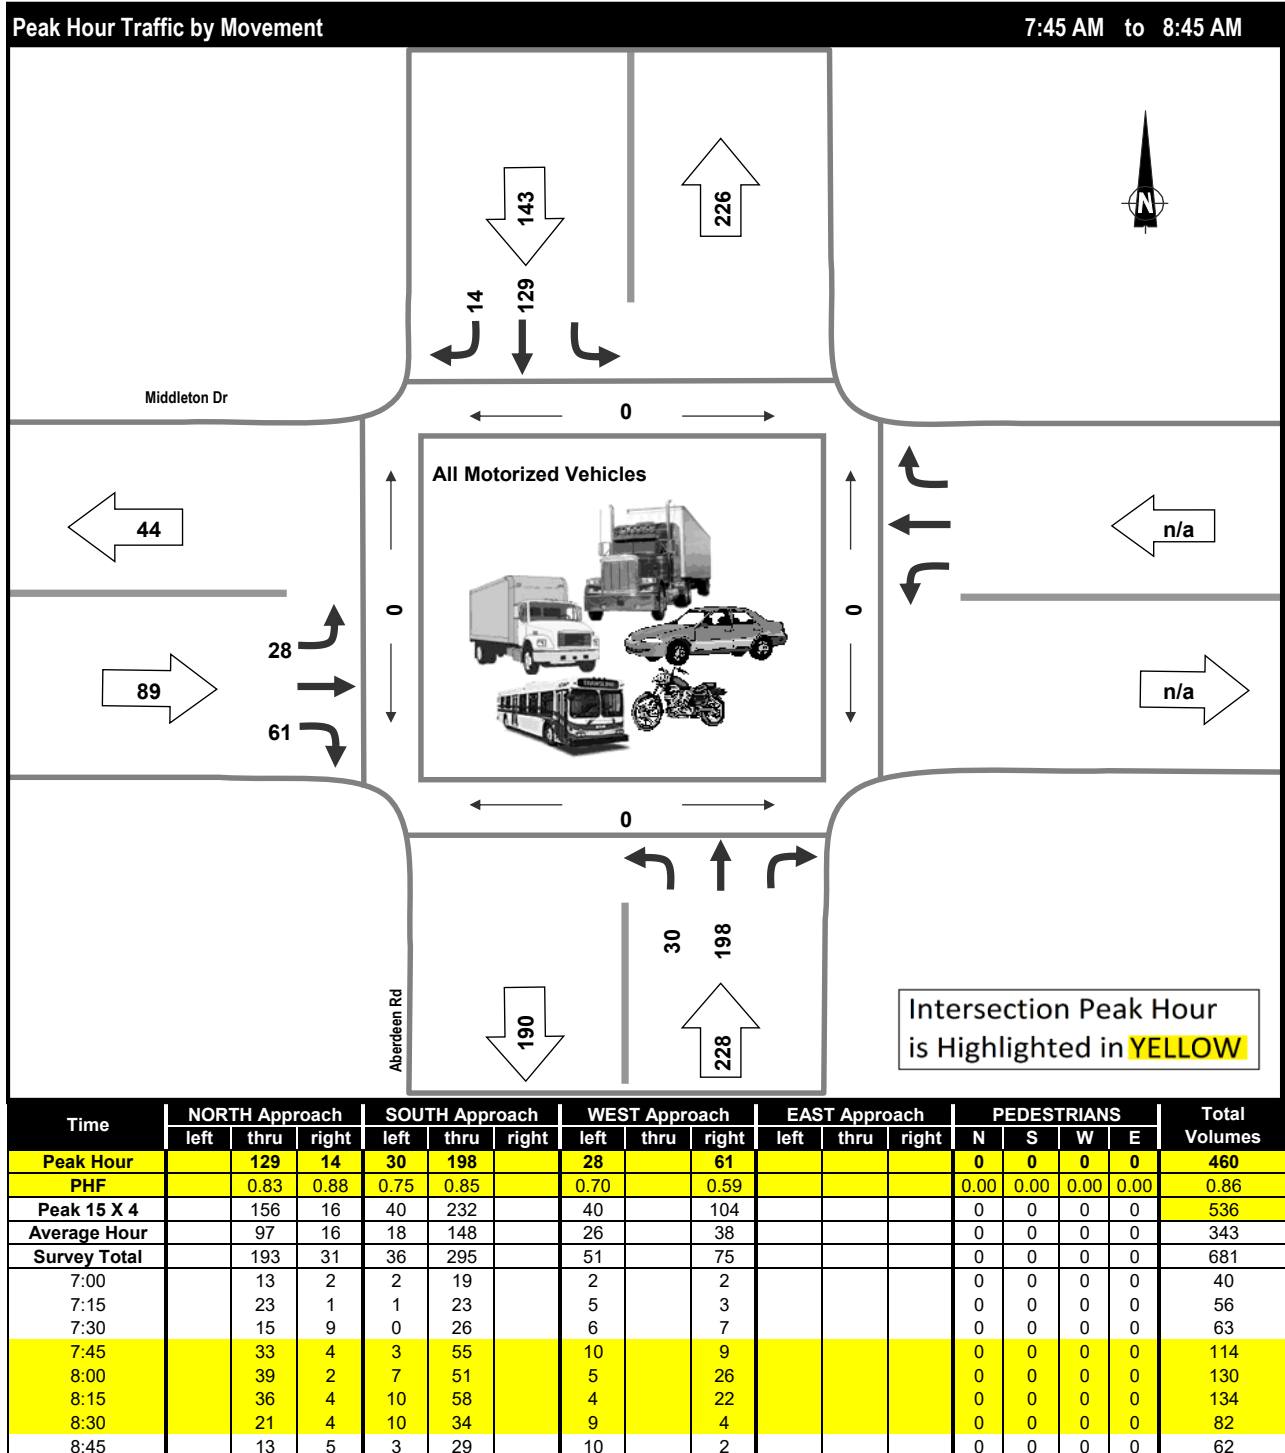 Peak Hour Traffic by Movement 7:45 AM to 8:45 AM
143
226
N
14
129
Middleton Dr
0
All Motorized Vehicles
44
n/a
0
0
28
89
n/a
61
0
30
198
Aberdeen Rd
190
228
Intersection Peak Hour
is Highlighted in YELLOW
Time NORTH Approach SOUTH Approach WEST Approach EAST Approach PEDESTRIANS Total
left thru right left thru right left thru right left thru right N S W E Volumes
Peak Hour 129 14 30 198 28 61 0 0 0 0 460
PHF 0.83 0.88 0.75 0.85 0.70 0.59 0.00 0.00 0.00 0.00 0.86
Peak 15 X 4 156 16 40 232 40 104 0 0 0 0 536
Average Hour 97 16 18 148 26 38 0 0 0 0 343
Survey Total 193 31 36 295 51 75 0 0 0 0 681
7:00 13 2 2 19 2 2 0 0 0 0 40
7:15 23 1 1 23 5 3 0 0 0 0 56
7:30 15 9 0 26 6 7 0 0 0 0 63
7:45 33 4 3 55 10 9 0 0 0 0 114
8:00 39 2 7 51 5 26 0 0 0 0 130
8:15 36 4 10 58 4 22 0 0 0 0 134
8:30 21 4 10 34 9 4 0 0 0 0 82
8:45 13 5 3 29 10 2 0 0 0 0 62